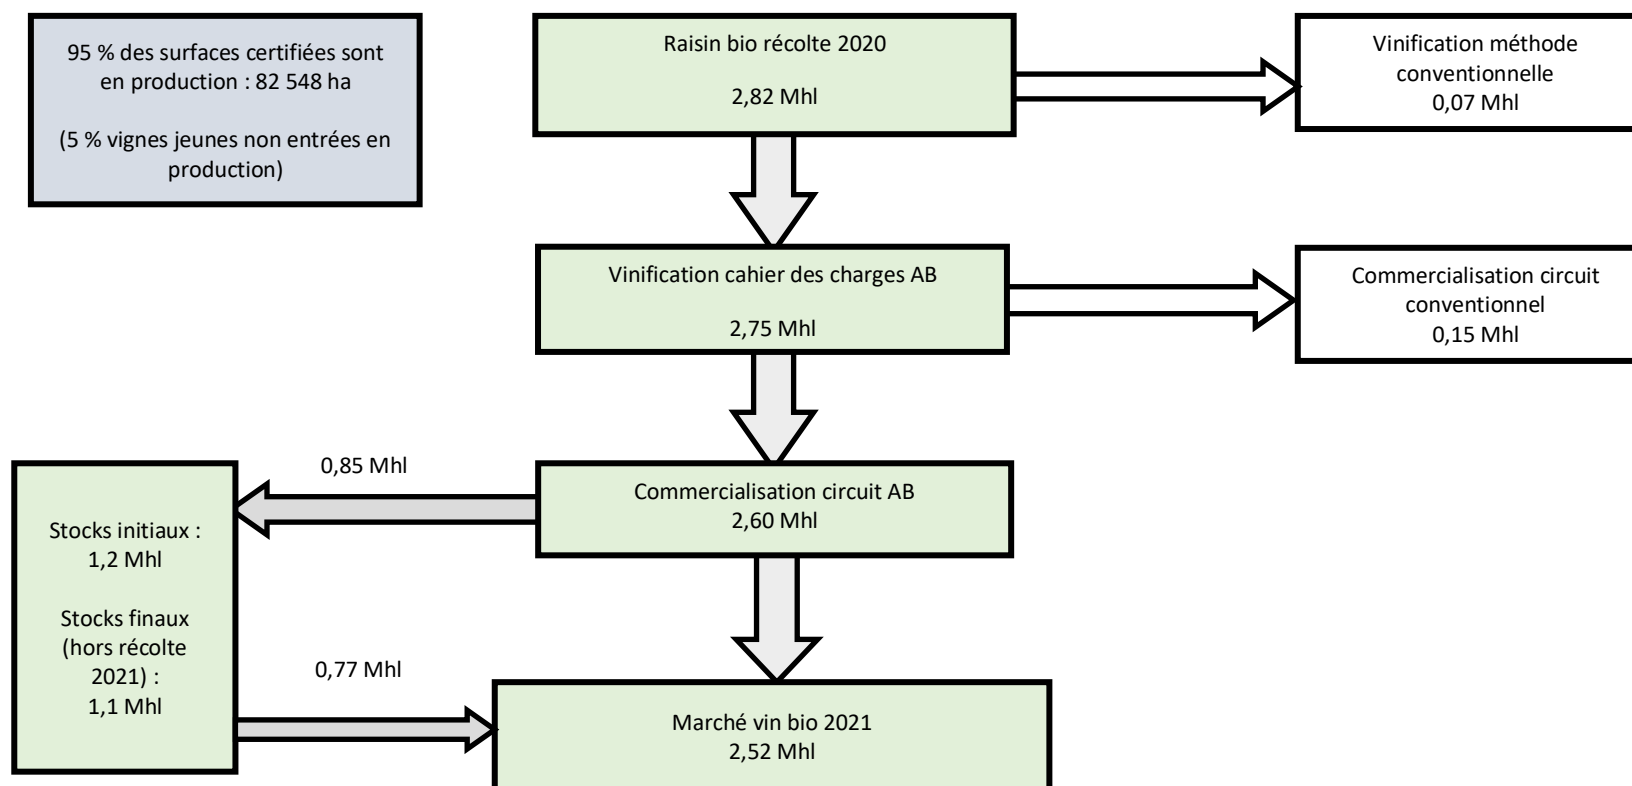 95 % des surfaces certifiées sont
en production : 82 548 ha
(5 % vignes jeunes non entrées en
production)
Raisin bio récolte 2020
2,82 Mhl
Vinification méthode
conventionnelle
0,07 Mhl
Vinification cahier des charges AB
2,75 Mhl
Commercialisation circuit
conventionnel
0,15 Mhl
0,85 Mhl
Commercialisation circuit AB
2,60 Mhl
Stocks initiaux :
1,2 Mhl
Stocks finaux
(hors récolte
2021) :
1,1 Mhl
0,77 Mhl
Marché vin bio 2021
2,52 Mhl